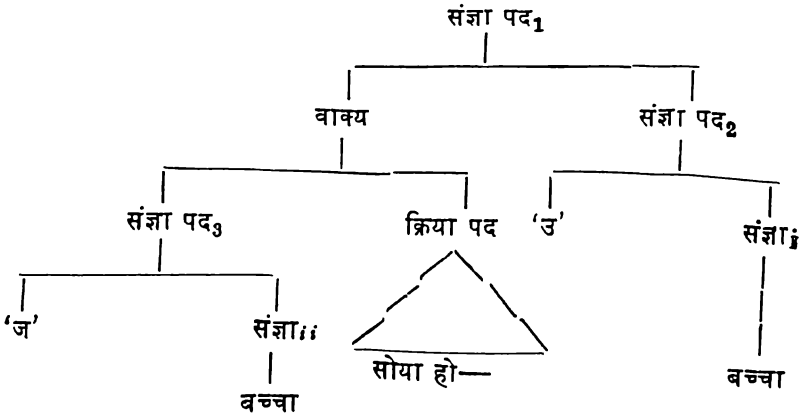 संज्ञा पद₁
वाक्य संज्ञा पद₂
संज्ञा पद₃ क्रिया पद ‘उ’ संज्ञाᵢ
‘ज’ संज्ञाii सोया हो— बच्चा
बच्चा